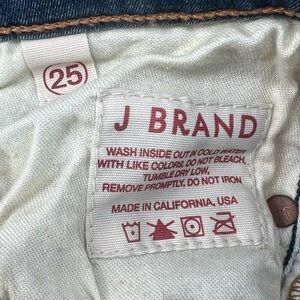 25
J BRAND
WASH INSIDE OUT IN COLD WATER
WITH LIKE COLORS. DO NOT BLEACH,
TUMBLE DRY LOW,
REMOVE PROMPTLY, DO NOT IRON
MADE IN CALIFORNIA, USA